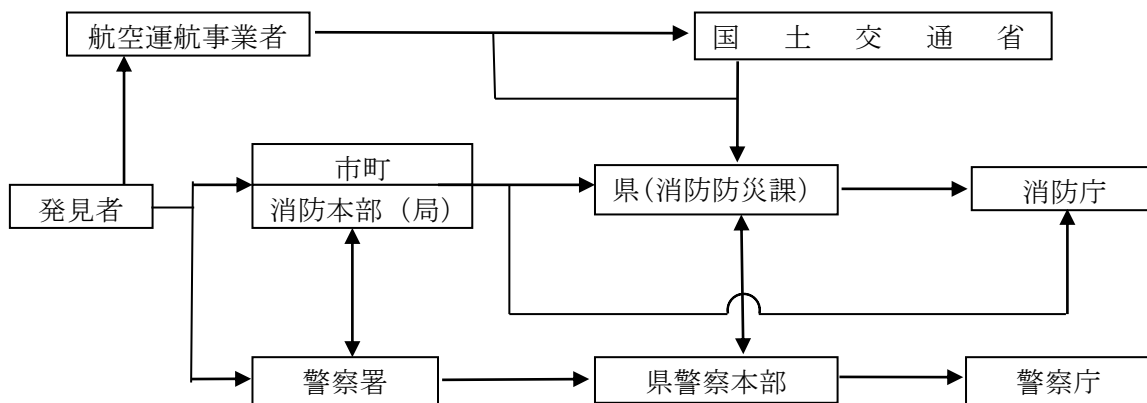 航空運航事業者
国土交通省
市町
消防本部（局）
発見者
県（消防防災課）
消防庁
警察署
県警察本部
警察庁